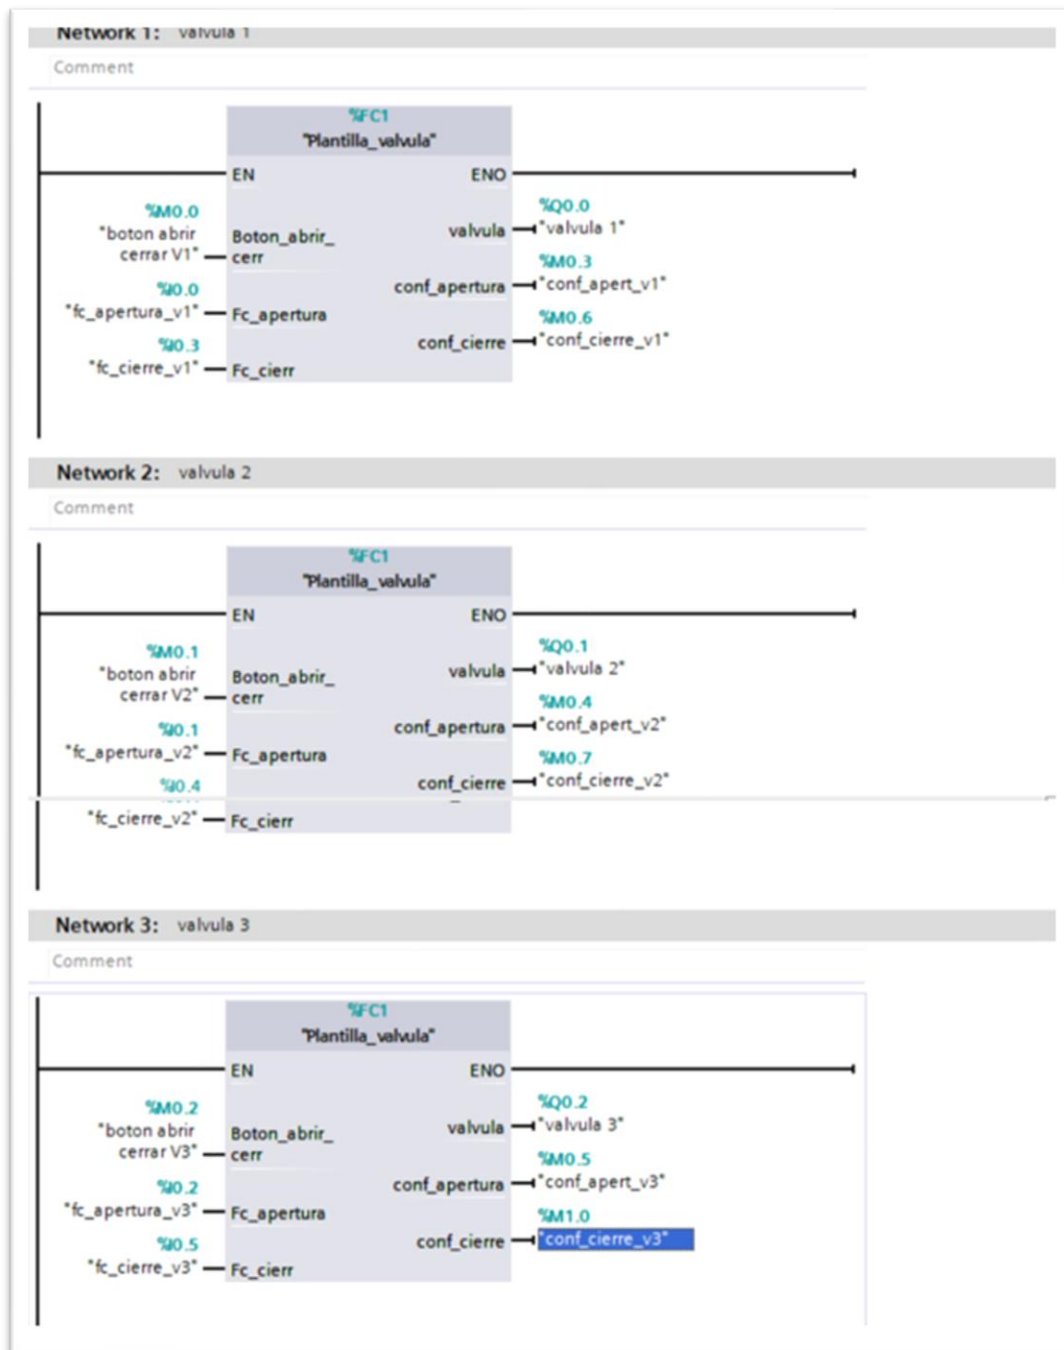 Network 1: valvula 1
Comment
%FC1
"Plantilla_valvula"
EN ENO
%M0.0
"boton abrir
cerrar V1"
Boton_abrir_
cerr
valvula
%Q0.0
"valvula 1"
%I0.0
"fc_apertura_v1"
Fc_apertura
conf_apertura
%M0.3
"conf_apert_v1"
%I0.3
"fc_cierre_v1"
Fc_cierr
conf_cierre
%M0.6
"conf_cierre_v1"
Network 2: valvula 2
Comment
%FC1
"Plantilla_valvula"
EN ENO
%M0.1
"boton abrir
cerrar V2"
Boton_abrir_
cerr
valvula
%Q0.1
"valvula 2"
%I0.1
"fc_apertura_v2"
Fc_apertura
conf_apertura
%M0.4
"conf_apert_v2"
%I0.4
"fc_cierre_v2"
Fc_cierr
conf_cierre
%M0.7
"conf_cierre_v2"
Network 3: valvula 3
Comment
%FC1
"Plantilla_valvula"
EN ENO
%M0.2
"boton abrir
cerrar V3"
Boton_abrir_
cerr
valvula
%Q0.2
"valvula 3"
%I0.2
"fc_apertura_v3"
Fc_apertura
conf_apertura
%M0.5
"conf_apert_v3"
%I0.5
"fc_cierre_v3"
Fc_cierr
conf_cierre
%M1.0
"conf_cierre_v3"